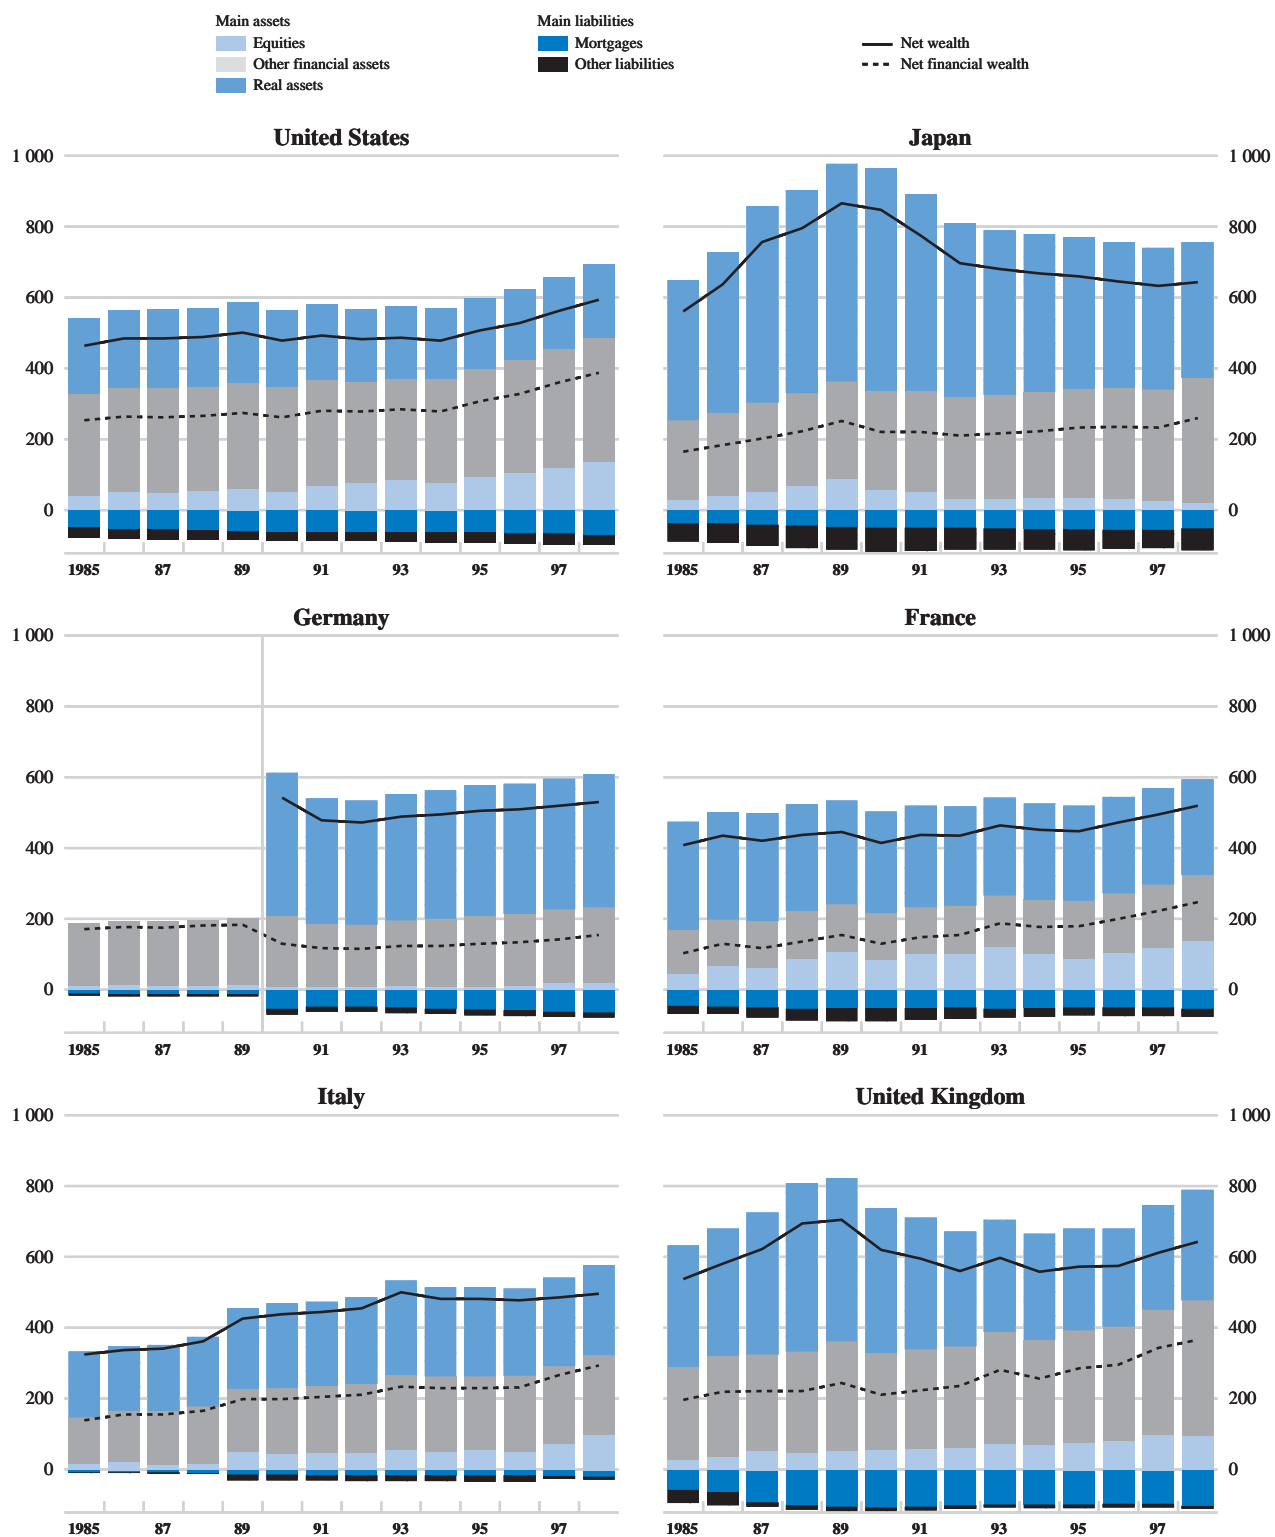 Main assets
Main liabilities
Equities
Mortgages
Net wealth
Other financial assets
Other liabilities
Net financial wealth
Real assets
United States
Japan
1 000
800
600
400
200
0
1 000
800
600
400
200
0
1985 87 89 91 93 95 97
1985 87 89 91 93 95 97
Germany
France
1 000
800
600
400
200
0
1 000
800
600
400
200
0
1985 87 89 91 93 95 97
1985 87 89 91 93 95 97
Italy
United Kingdom
1 000
800
600
400
200
0
1 000
800
600
400
200
0
1985 87 89 91 93 95 97
1985 87 89 91 93 95 97